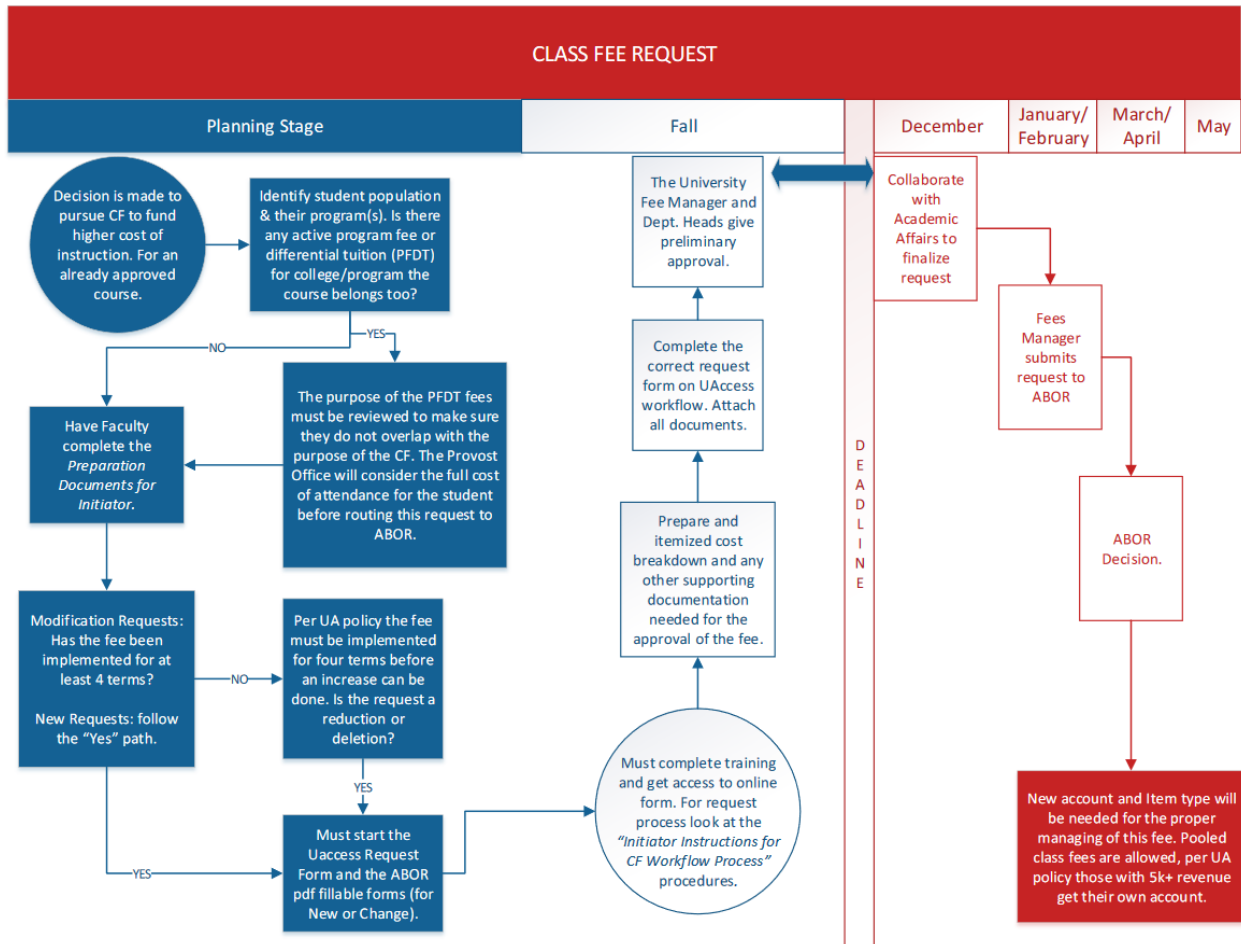 CLASS FEE REQUEST
Planning Stage
Fall
December
January/
February
March/
April
May
Decision is made to
pursue CF to fund
higher cost of
instruction. For an
already approved
course.
Identify student population
& their program(s). Is there
any active program fee or
differential tuition (PFDT)
for college/program the
course belongs too?
NO
YES
The purpose of the PFDT fees
must be reviewed to make sure
they do not overlap with the
purpose of the CF. The Provost
Office will consider the full cost
of attendance for the student
before routing this request to
ABOR.
Have Faculty
complete the
Preparation
Documents for
Initiator.
Modification Requests:
Has the fee been
implemented for at
least 4 terms?
New Requests: follow
the “Yes” path.
NO
Per UA policy the fee
must be implemented
for four terms before
an increase can be
done. Is the request a
reduction or
deletion?
YES
YES
Must start the
Uaccess Request
Form and the ABOR
pdf fillable forms (for
New or Change).
Must complete training
and get access to online
form. For request
process look at the
“Initiator Instructions for
CF Workflow Process”
procedures.
Prepare and
itemized cost
breakdown and any
other supporting
documentation
needed for the
approval of the fee.
Complete the
correct request
form on UAccess
workflow. Attach
all documents.
The University
Fee Manager and
Dept. Heads give
preliminary
approval.
DEADLINE
Collaborate
with
Academic
Affairs to
finalize
request
Fees
Manager
submits
request to
ABOR
ABOR
Decision.
New account and Item type will
be needed for the proper
managing of this fee. Pooled
class fees are allowed, per UA
policy those with 5k+ revenue
get their own account.